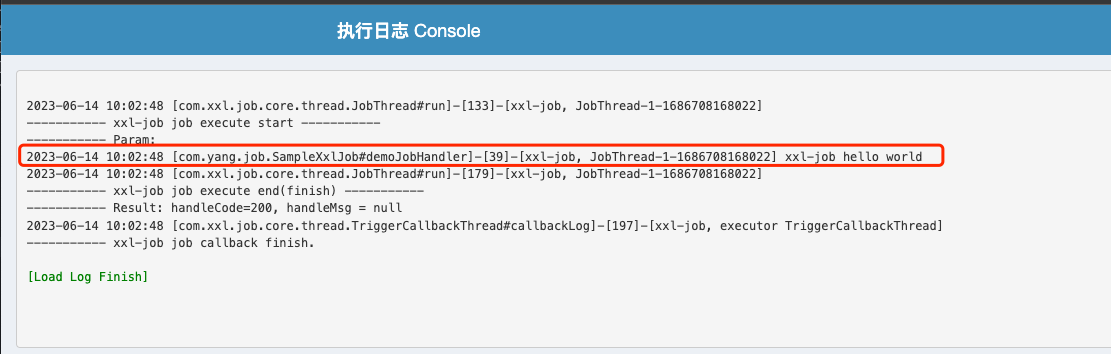 执行日志 Console
2023-06-14 10:02:48 [com.xxl.job.core.thread.JobThread#run]-[133]-[xxl-job, JobThread-1-1686708168022]
----------- xxl-job job execute start -----------
----------- Param:
2023-06-14 10:02:48 [com.yang.job.SampleXxlJob#demoJobHandler]-[39]-[xxl-job, JobThread-1-1686708168022] xxl-job hello world
2023-06-14 10:02:48 [com.xxl.job.core.thread.JobThread#run]-[179]-[xxl-job, JobThread-1-1686708168022]
----------- xxl-job job execute end(finish) -----------
----------- Result: handleCode=200, handleMsg = null
2023-06-14 10:02:48 [com.xxl.job.core.thread.TriggerCallbackThread#callbackLog]-[197]-[xxl-job, executor TriggerCallbackThread]
----------- xxl-job job callback finish.
[Load Log Finish]